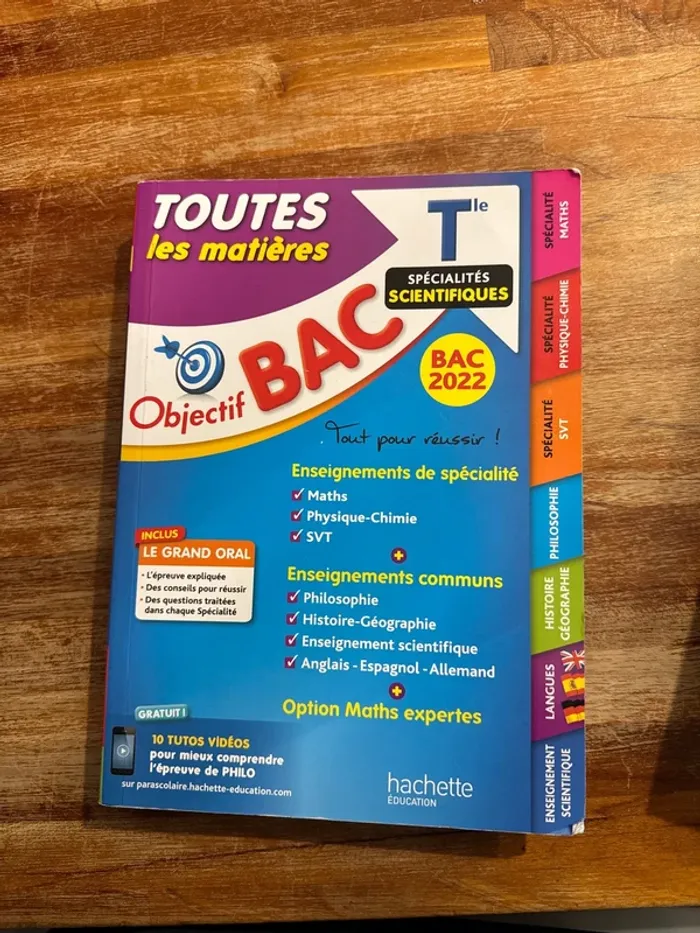 TOUTES
les matières
Tle
SPÉCIALITÉS
SCIENTIFIQUES
Objectif BAC
BAC
2022
Tout pour réussir !
Enseignements de spécialité
Maths
Physique-Chimie
SVT
+
Enseignements communs
Philosophie
Histoire-Géographie
Enseignement scientifique
Anglais - Espagnol - Allemand
+
Option Maths expertes
INCLUS
LE GRAND ORAL
• L'épreuve expliquée
• Des conseils pour réussir
• Des questions traitées
dans chaque Spécialité
GRATUIT !
10 TUTOS VIDÉOS
pour mieux comprendre
l'épreuve de PHILO
sur parascolaire.hachette-education.com
hachette
ÉDUCATION
SPÉCIALITÉ
MATHS
SPÉCIALITÉ
PHYSIQUE-CHIMIE
SPÉCIALITÉ
SVT
PHILOSOPHIE
HISTOIRE
GÉOGRAPHIE
LANGUES
ENSEIGNEMENT
SCIENTIFIQUE